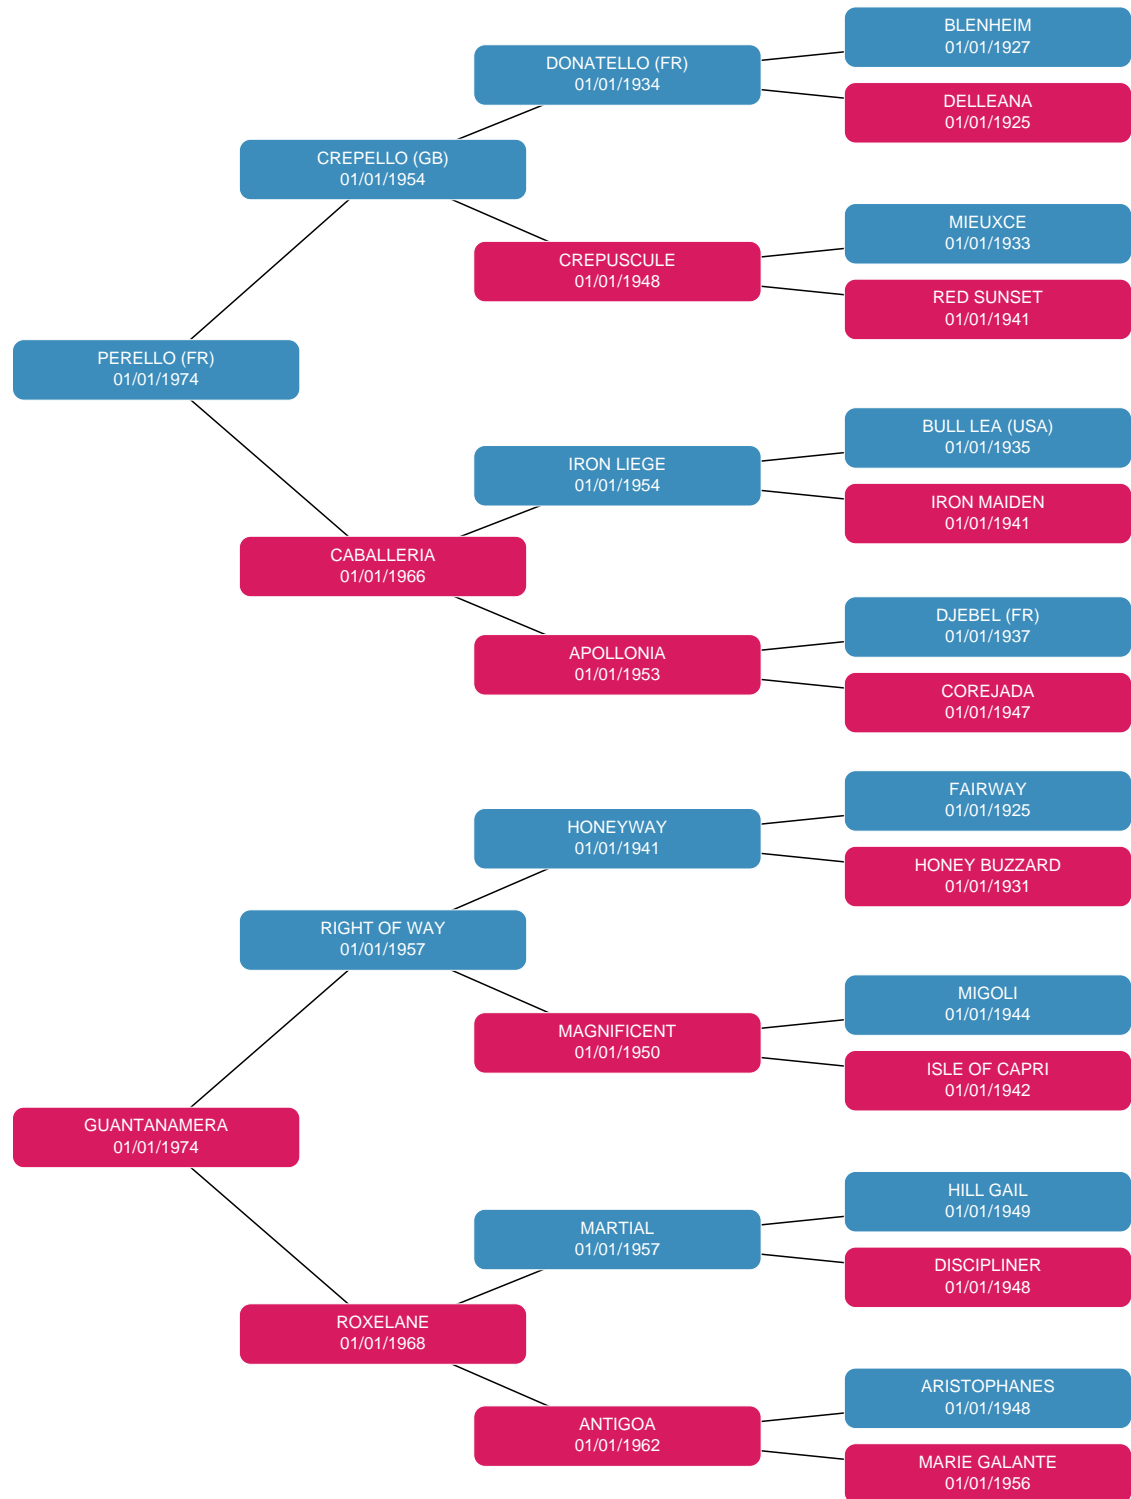 BLENHEIM
01/01/1927
DONATELLO (FR)
01/01/1934
DELLEANA
01/01/1925
CREPELLO (GB)
01/01/1954
MIEUXCE
01/01/1933
CREPUSCULE
01/01/1948
RED SUNSET
01/01/1941
PERELLO (FR)
01/01/1974
BULL LEA (USA)
01/01/1935
IRON LIEGE
01/01/1954
IRON MAIDEN
01/01/1941
CABALLERIA
01/01/1966
DJEBEL (FR)
01/01/1937
APOLLONIA
01/01/1953
COREJADA
01/01/1947
FAIRWAY
01/01/1925
HONEYWAY
01/01/1941
HONEY BUZZARD
01/01/1931
RIGHT OF WAY
01/01/1957
MIGOLI
01/01/1944
MAGNIFICENT
01/01/1950
ISLE OF CAPRI
01/01/1942
GUANTANAMERA
01/01/1974
HILL GAIL
01/01/1949
MARTIAL
01/01/1957
DISCIPLINER
01/01/1948
ROXELANE
01/01/1968
ARISTOPHANES
01/01/1948
ANTIGOA
01/01/1962
MARIE GALANTE
01/01/1956